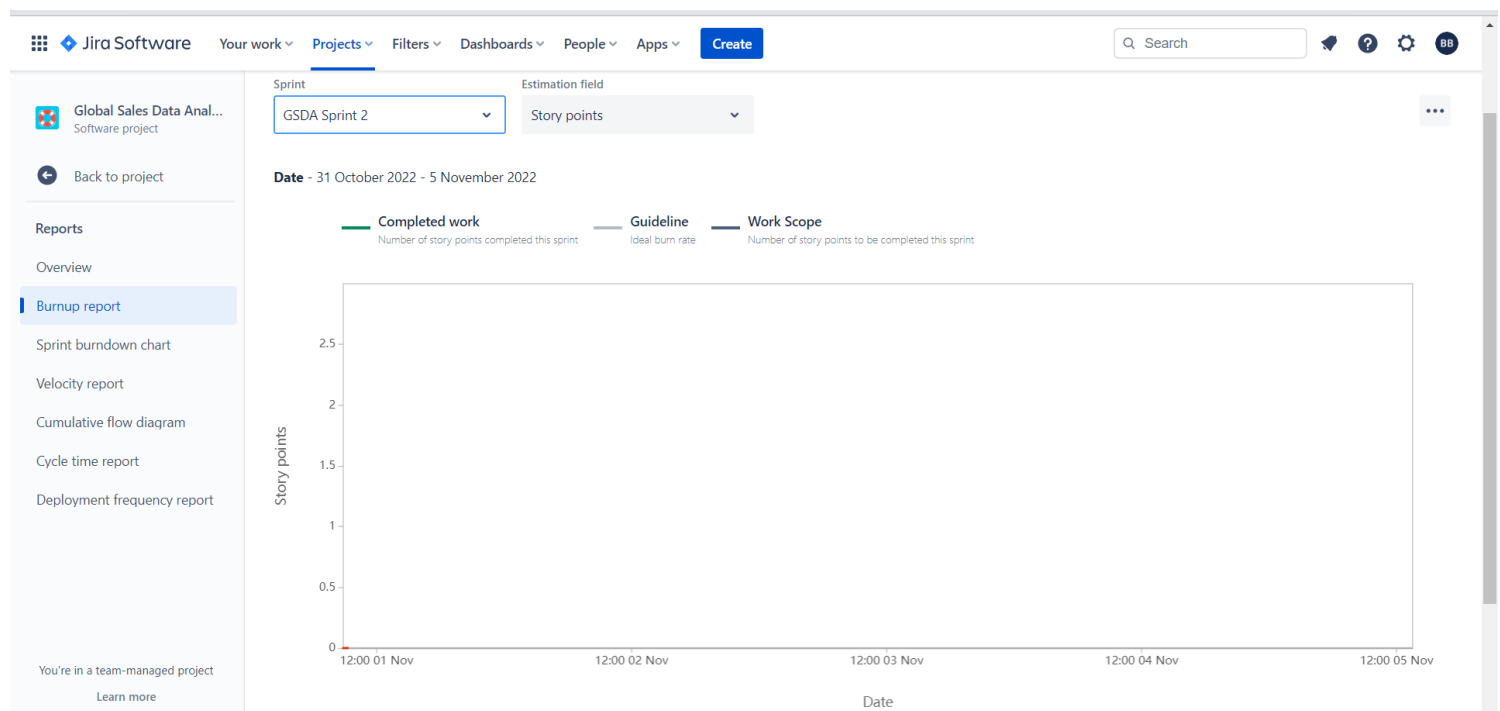 Jira Software
Your work
Projects
Filters
Dashboards
People
Apps
Create
Search
BB
Global Sales Data Anal...
Software project
Back to project
Reports
Overview
Burnup report
Sprint burndown chart
Velocity report
Cumulative flow diagram
Cycle time report
Deployment frequency report
You're in a team-managed project
Learn more
Sprint
GSDA Sprint 2
Estimation field
Story points
Date - 31 October 2022 - 5 November 2022
Completed work
Number of story points completed this sprint
Guideline
Ideal burn rate
Work Scope
Number of story points to be completed this sprint
Story points
2.5
2
1.5
1
0.5
0
12:00 01 Nov
12:00 02 Nov
12:00 03 Nov
12:00 04 Nov
12:00 05 Nov
Date